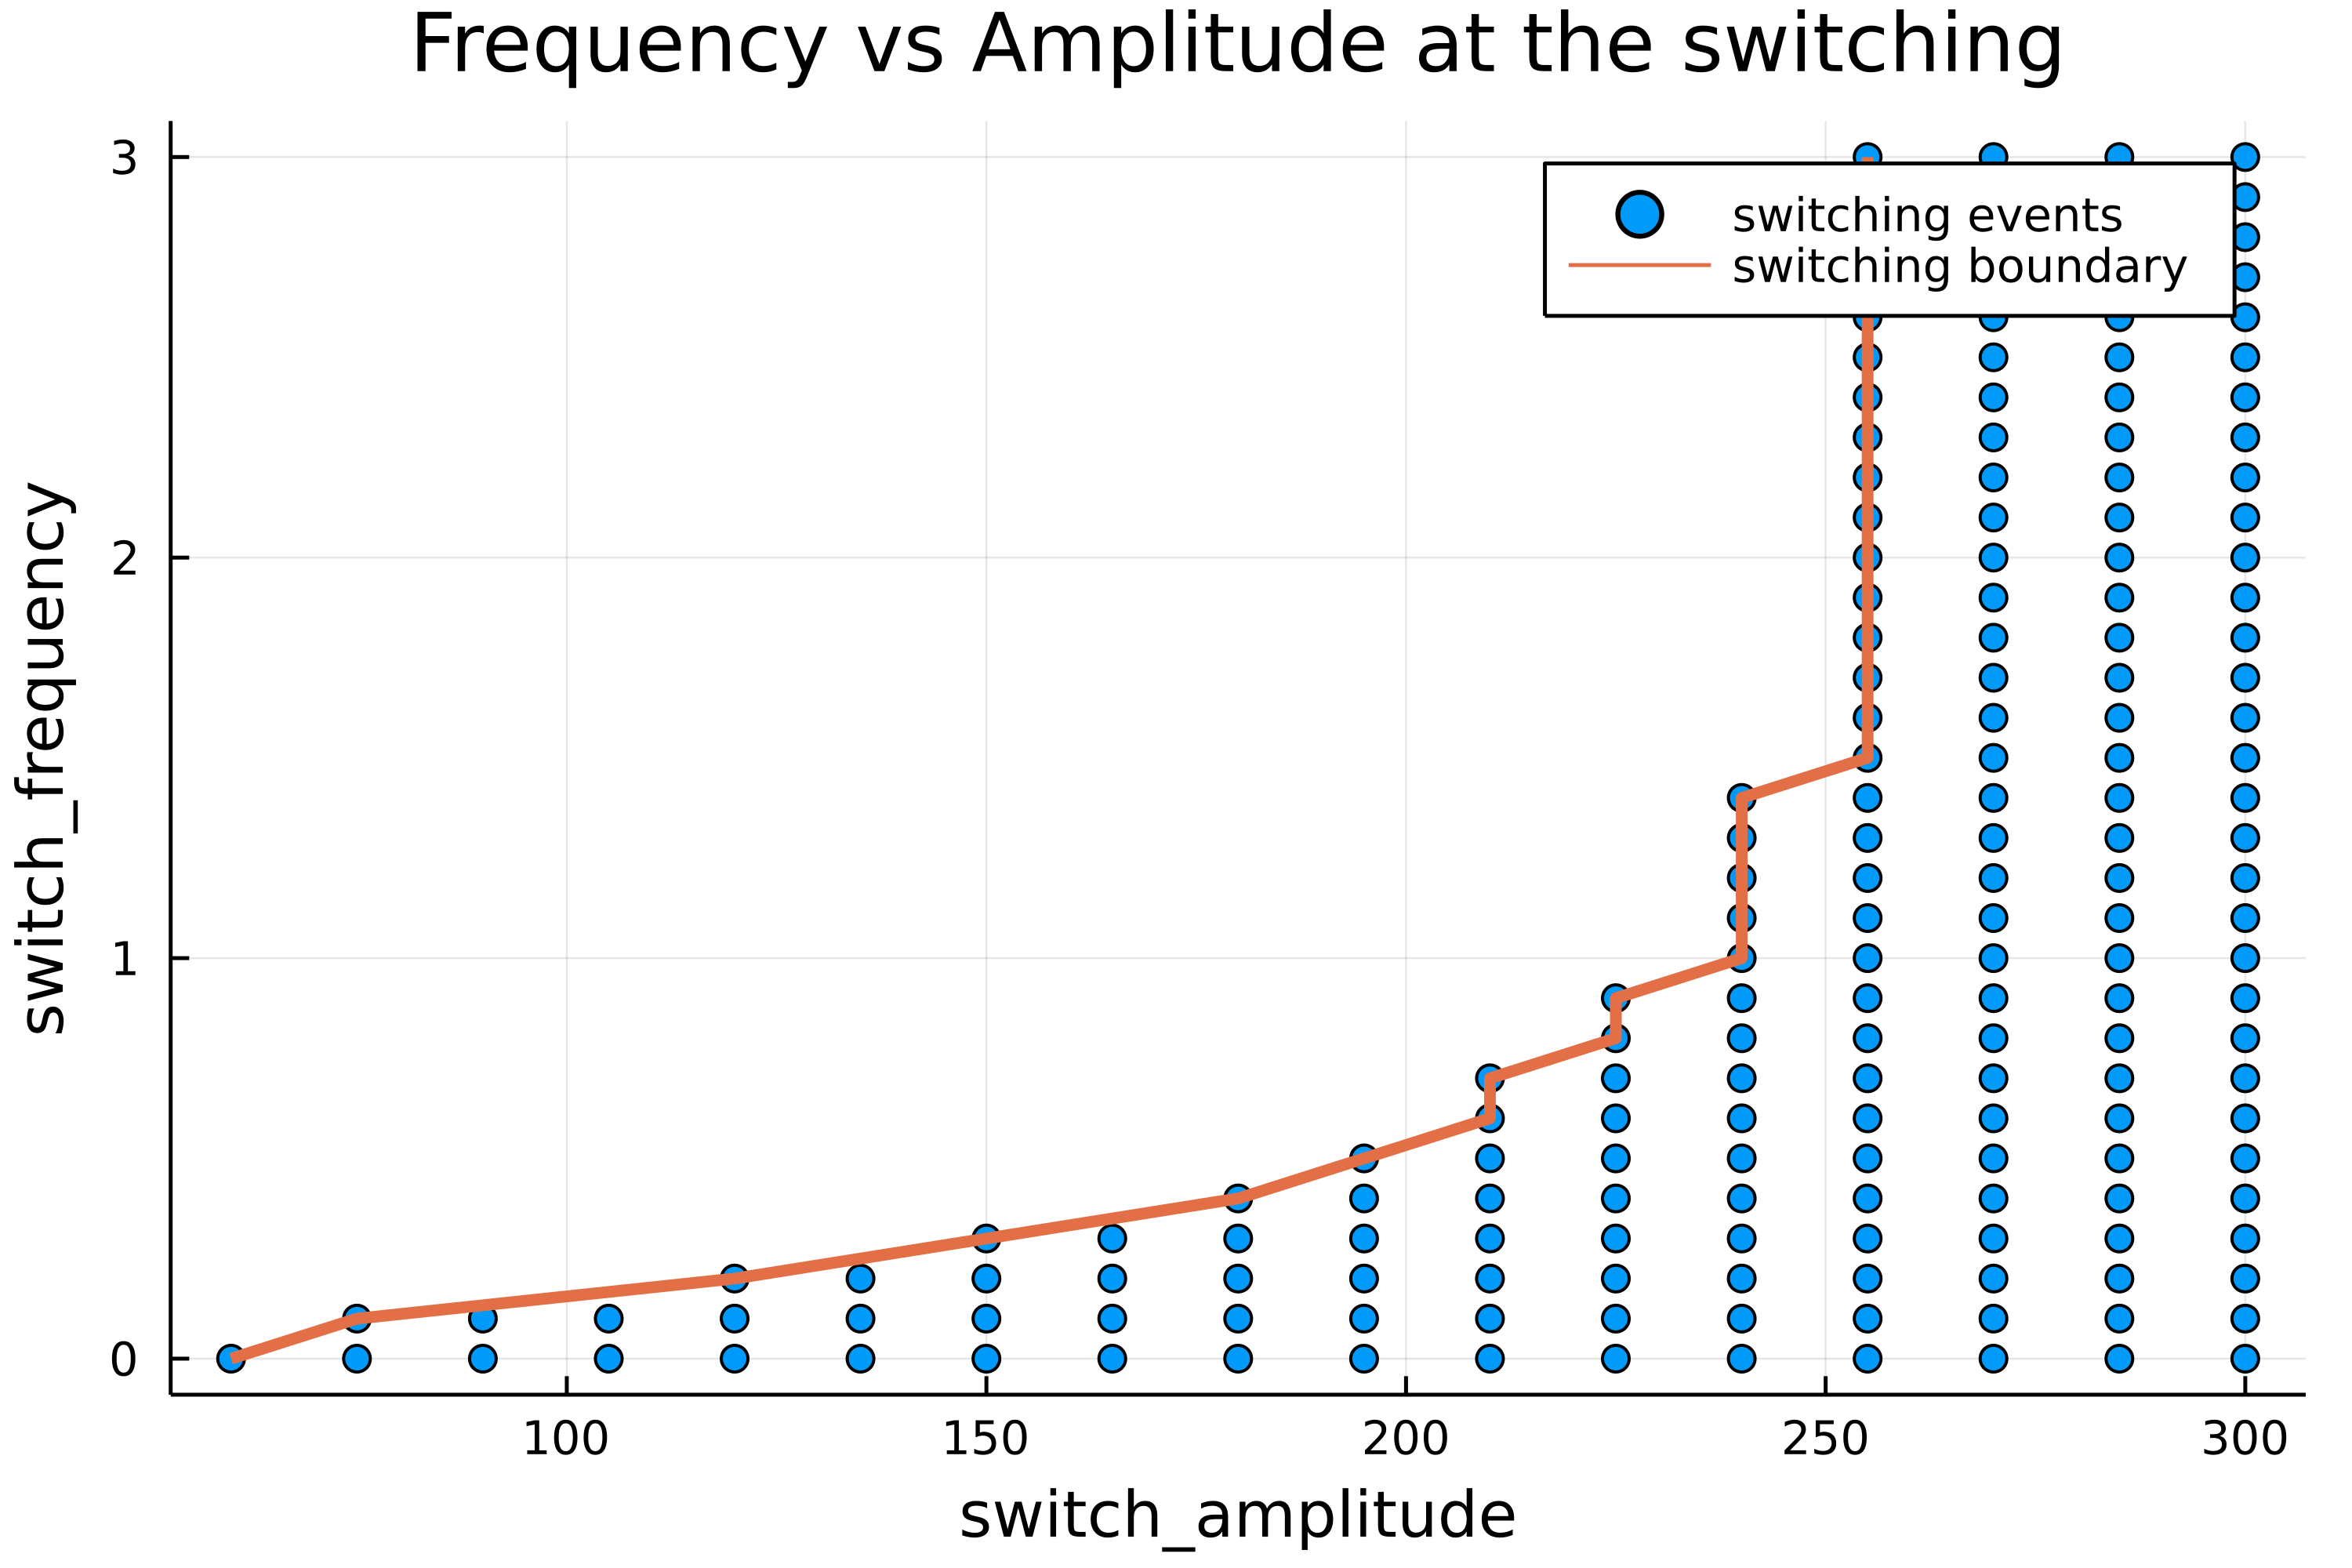 Frequency vs Amplitude at the switching
switching events
switching boundary
switch_frequency
3
2
1
0
100 150 200 250 300
switch_amplitude